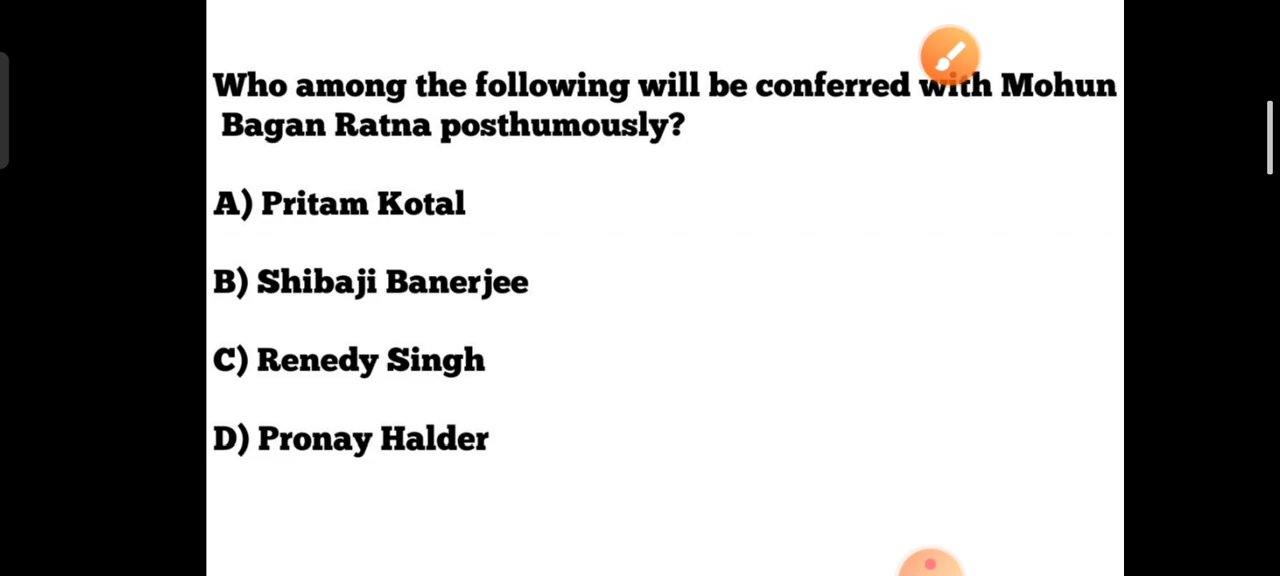 Who among the following will be conferred with Mohun
Bagan Ratna posthumously?
A) Pritam Kotal
B) Shibaji Banerjee
C) Renedy Singh
D) Pronay Halder